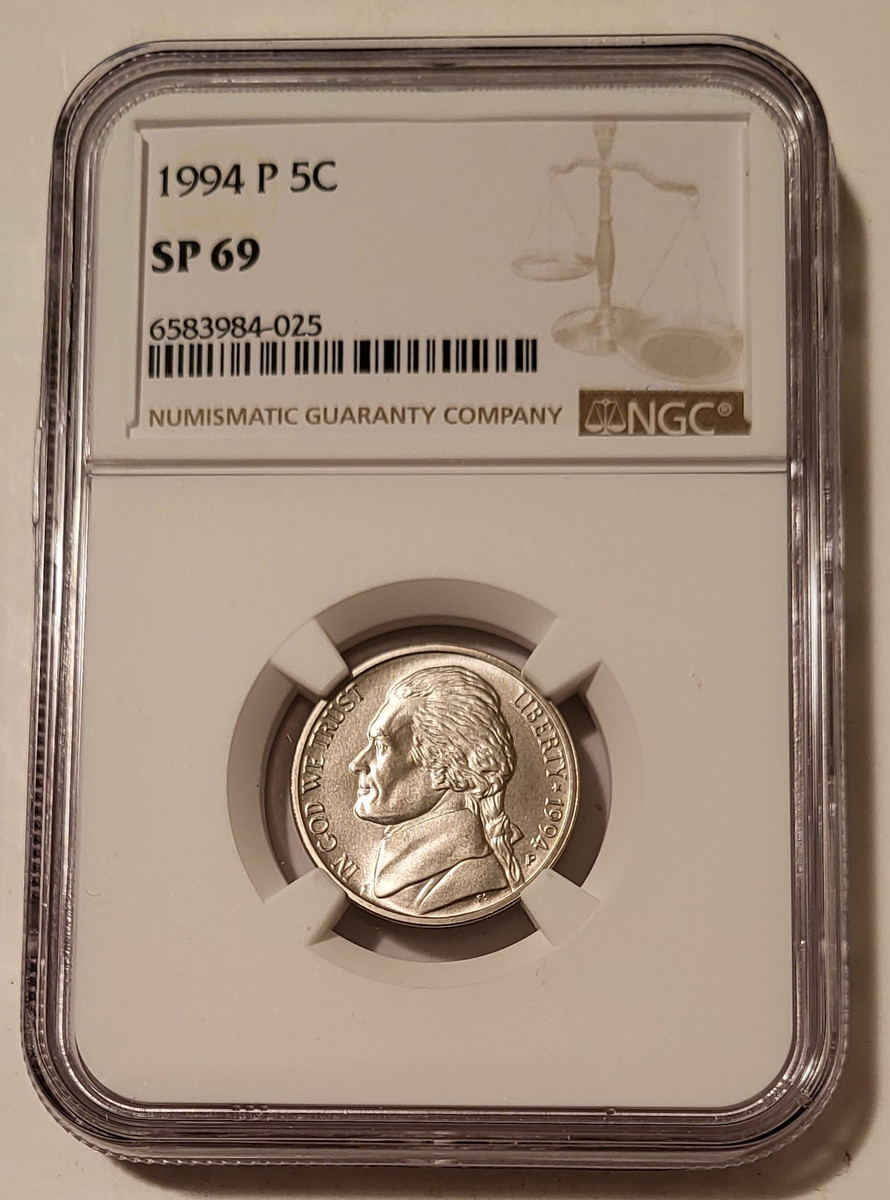 1994 P 5C
SP 69
6583984-025
NUMISMATIC GUARANTY COMPANY
NGC®
IN GOD WE TRUST
LIBERTY * 1994
P